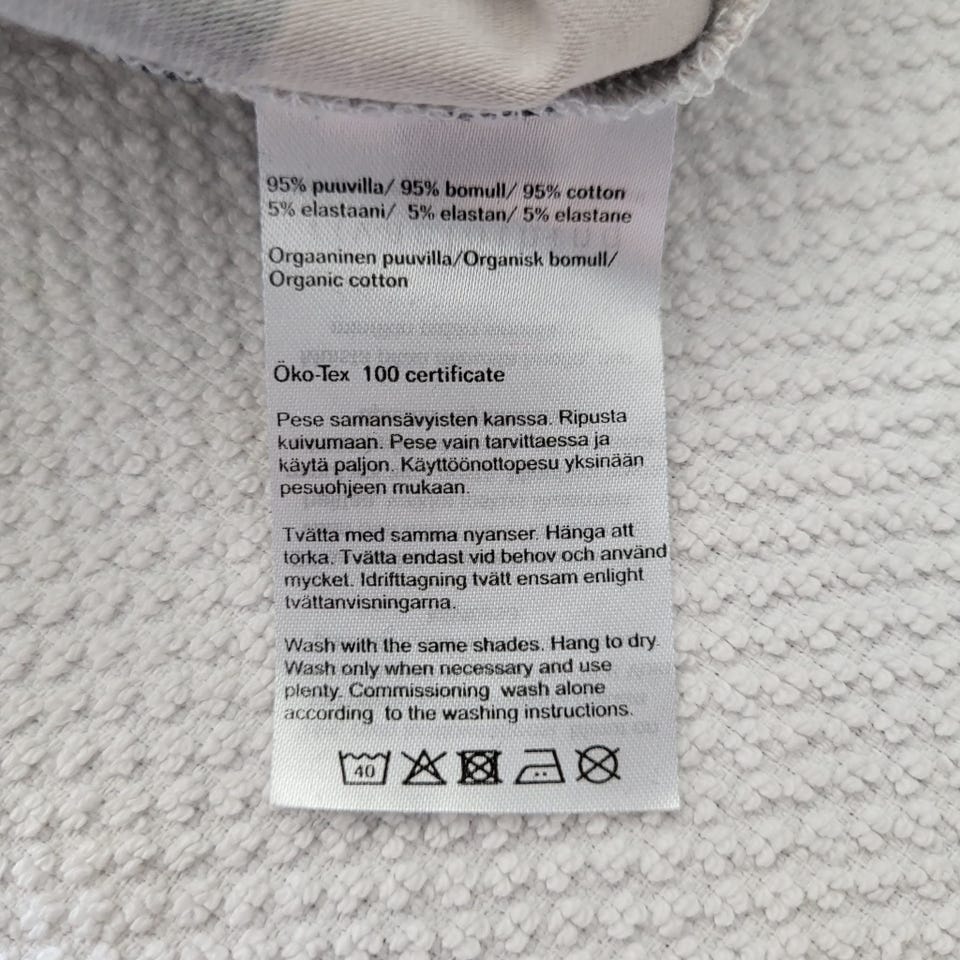 95% puuvilla/ 95% bomull/ 95% cotton
5% elastaani/ 5% elastan/ 5% elastane
Orgaaninen puuvilla/Organisk bomull/
Organic cotton
Öko-Tex 100 certificate
Pese samansävyisten kanssa. Ripusta
kuivumaan. Pese vain tarvittaessa ja
käytä paljon. Käyttöönottopesu yksinään
pesuohjeen mukaan.
Tvätta med samma nyanser. Hänga att
torka. Tvätta endast vid behov och använd
mycket. Idrifttagning tvätt ensam enlight
tvättanvisningarna.
Wash with the same shades. Hang to dry.
Wash only when necessary and use
plenty. Commissioning wash alone
according to the washing instructions.
40